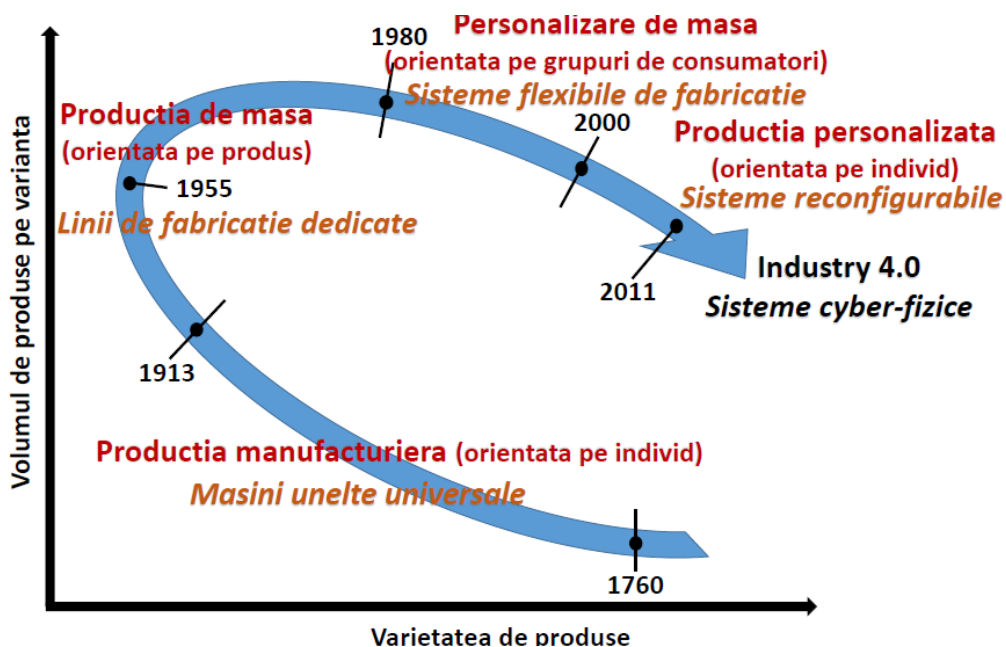 Personalizare de masa
1980
(orientata pe grupuri de consumatori)
Sisteme flexibile de fabricatie
Productia de masa
(orientata pe produs)
2000
Productia personalizata
(orientata pe individ)
1955
Sisteme reconfigurabile
Linii de fabricatie dedicate
Industry 4.0
2011
Sisteme cyber-fizice
1913
Productia manufacturiera (orientata pe individ)
Masini unelte universale
1760
Volumul de produse pe varianta
Varietatea de produse